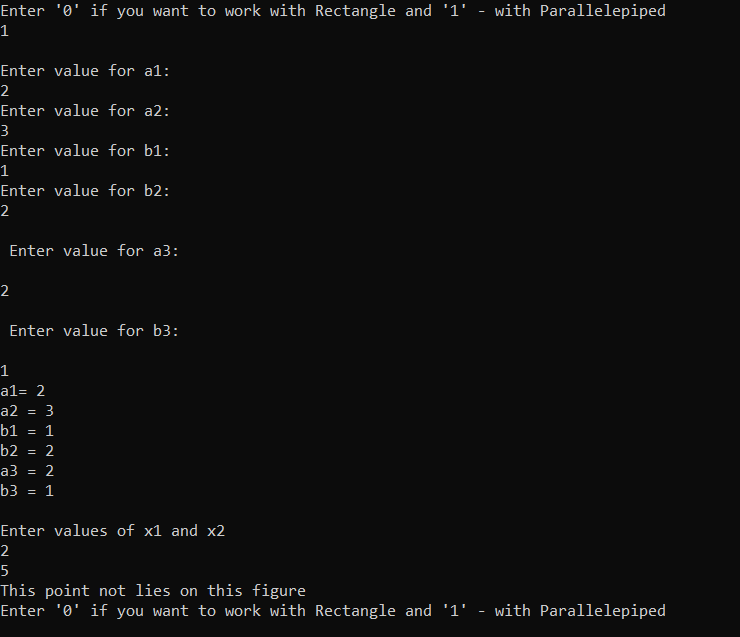 Enter '0' if you want to work with Rectangle and '1' - with Parallelepiped
1
Enter value for a1:
2
Enter value for a2:
3
Enter value for b1:
1
Enter value for b2:
2
Enter value for a3:
2
Enter value for b3:
1
a1= 2
a2 = 3
b1 = 1
b2 = 2
a3 = 2
b3 = 1
Enter values of x1 and x2
2
5
This point not lies on this figure
Enter '0' if you want to work with Rectangle and '1' - with Parallelepiped